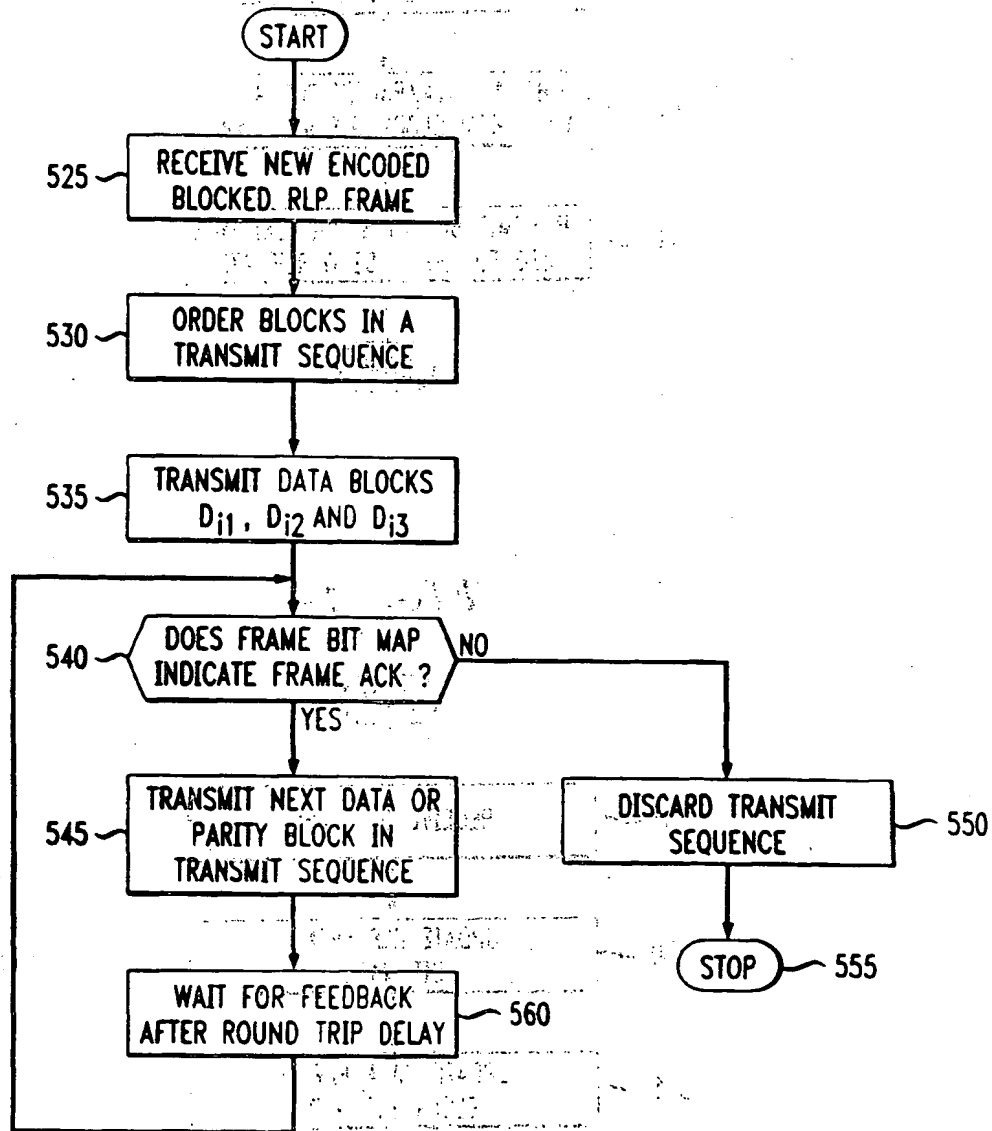 START
525
RECEIVE NEW ENCODED
BLOCKED RLP FRAME
530
ORDER BLOCKS IN A
TRANSMIT SEQUENCE
535
TRANSMIT DATA BLOCKS
Di1, Di2 AND Di3
540
DOES FRAME BIT MAP
INDICATE FRAME ACK ?
NO
YES
545
TRANSMIT NEXT DATA OR
PARITY BLOCK IN
TRANSMIT SEQUENCE
DISCARD TRANSMIT
SEQUENCE
550
STOP
555
WAIT FOR FEEDBACK
AFTER ROUND TRIP DELAY
560